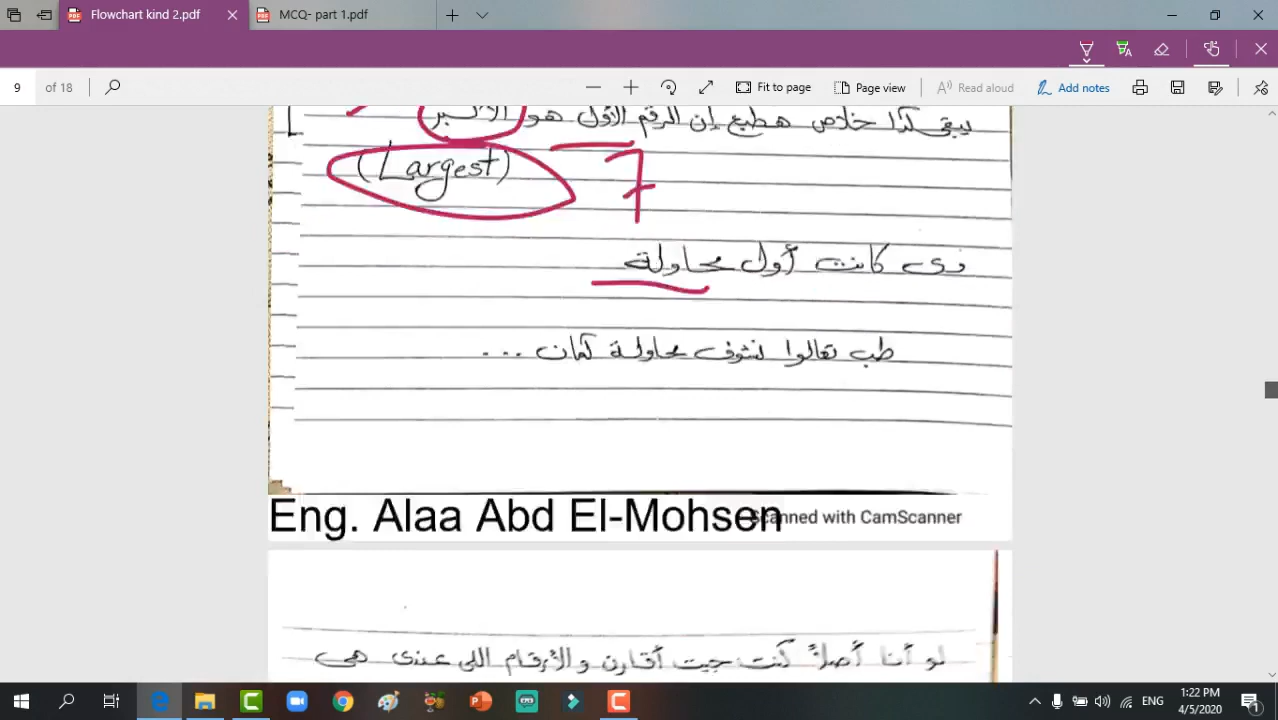 Flowchart kind 2.pdf
MCQ- part 1.pdf
9 of 18
Fit to page
Page view
Read aloud
Add notes
يبقى كدا خلاص هطبع إن الرقم الأول هو الأكبر
(Largest) 7
دى كانت أول محاولة
طب تعالوا نشوف محاولة كمان ...
Eng. Alaa Abd El-Mohsen
Scanned with CamScanner
لو أنا أصلاً كنت جيت أقارن والأرقام اللى عندى هى
ENG
1:22 PM
4/5/2020